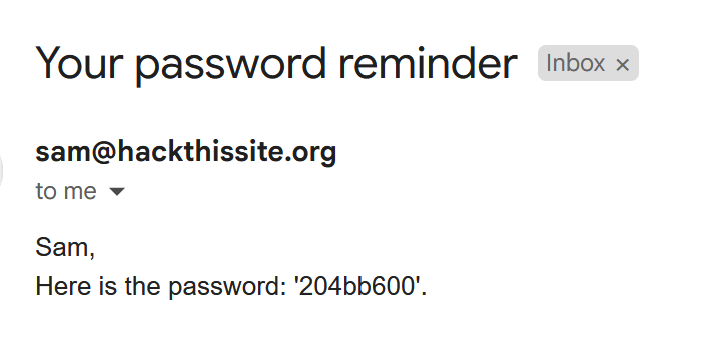 Your password reminder Inbox ×
sam@hackthissite.org
to me
Sam,
Here is the password: '204bb600'.